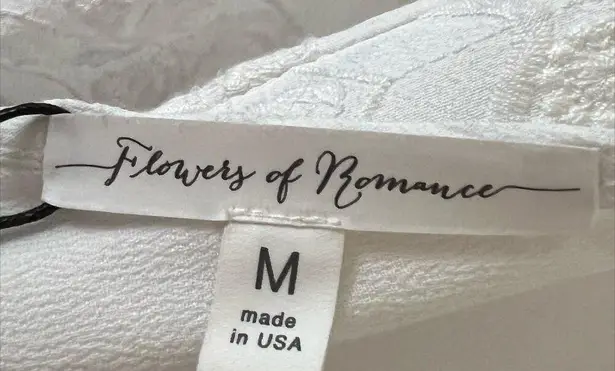 Flowers of Romance
M
made
in USA